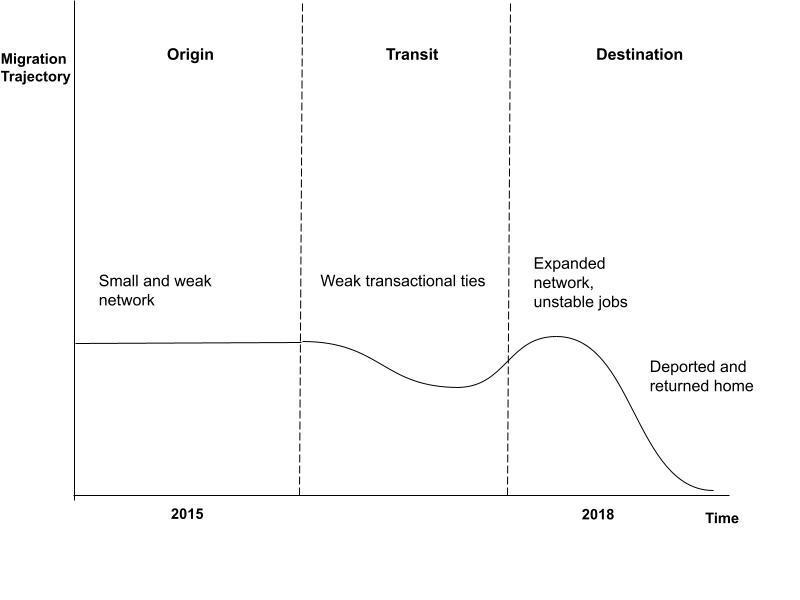 Migration
Trajectory
Origin
Transit
Destination
Small and weak
network
Weak transactional ties
Expanded
network,
unstable jobs
Deported and
returned home
2015
2018
Time